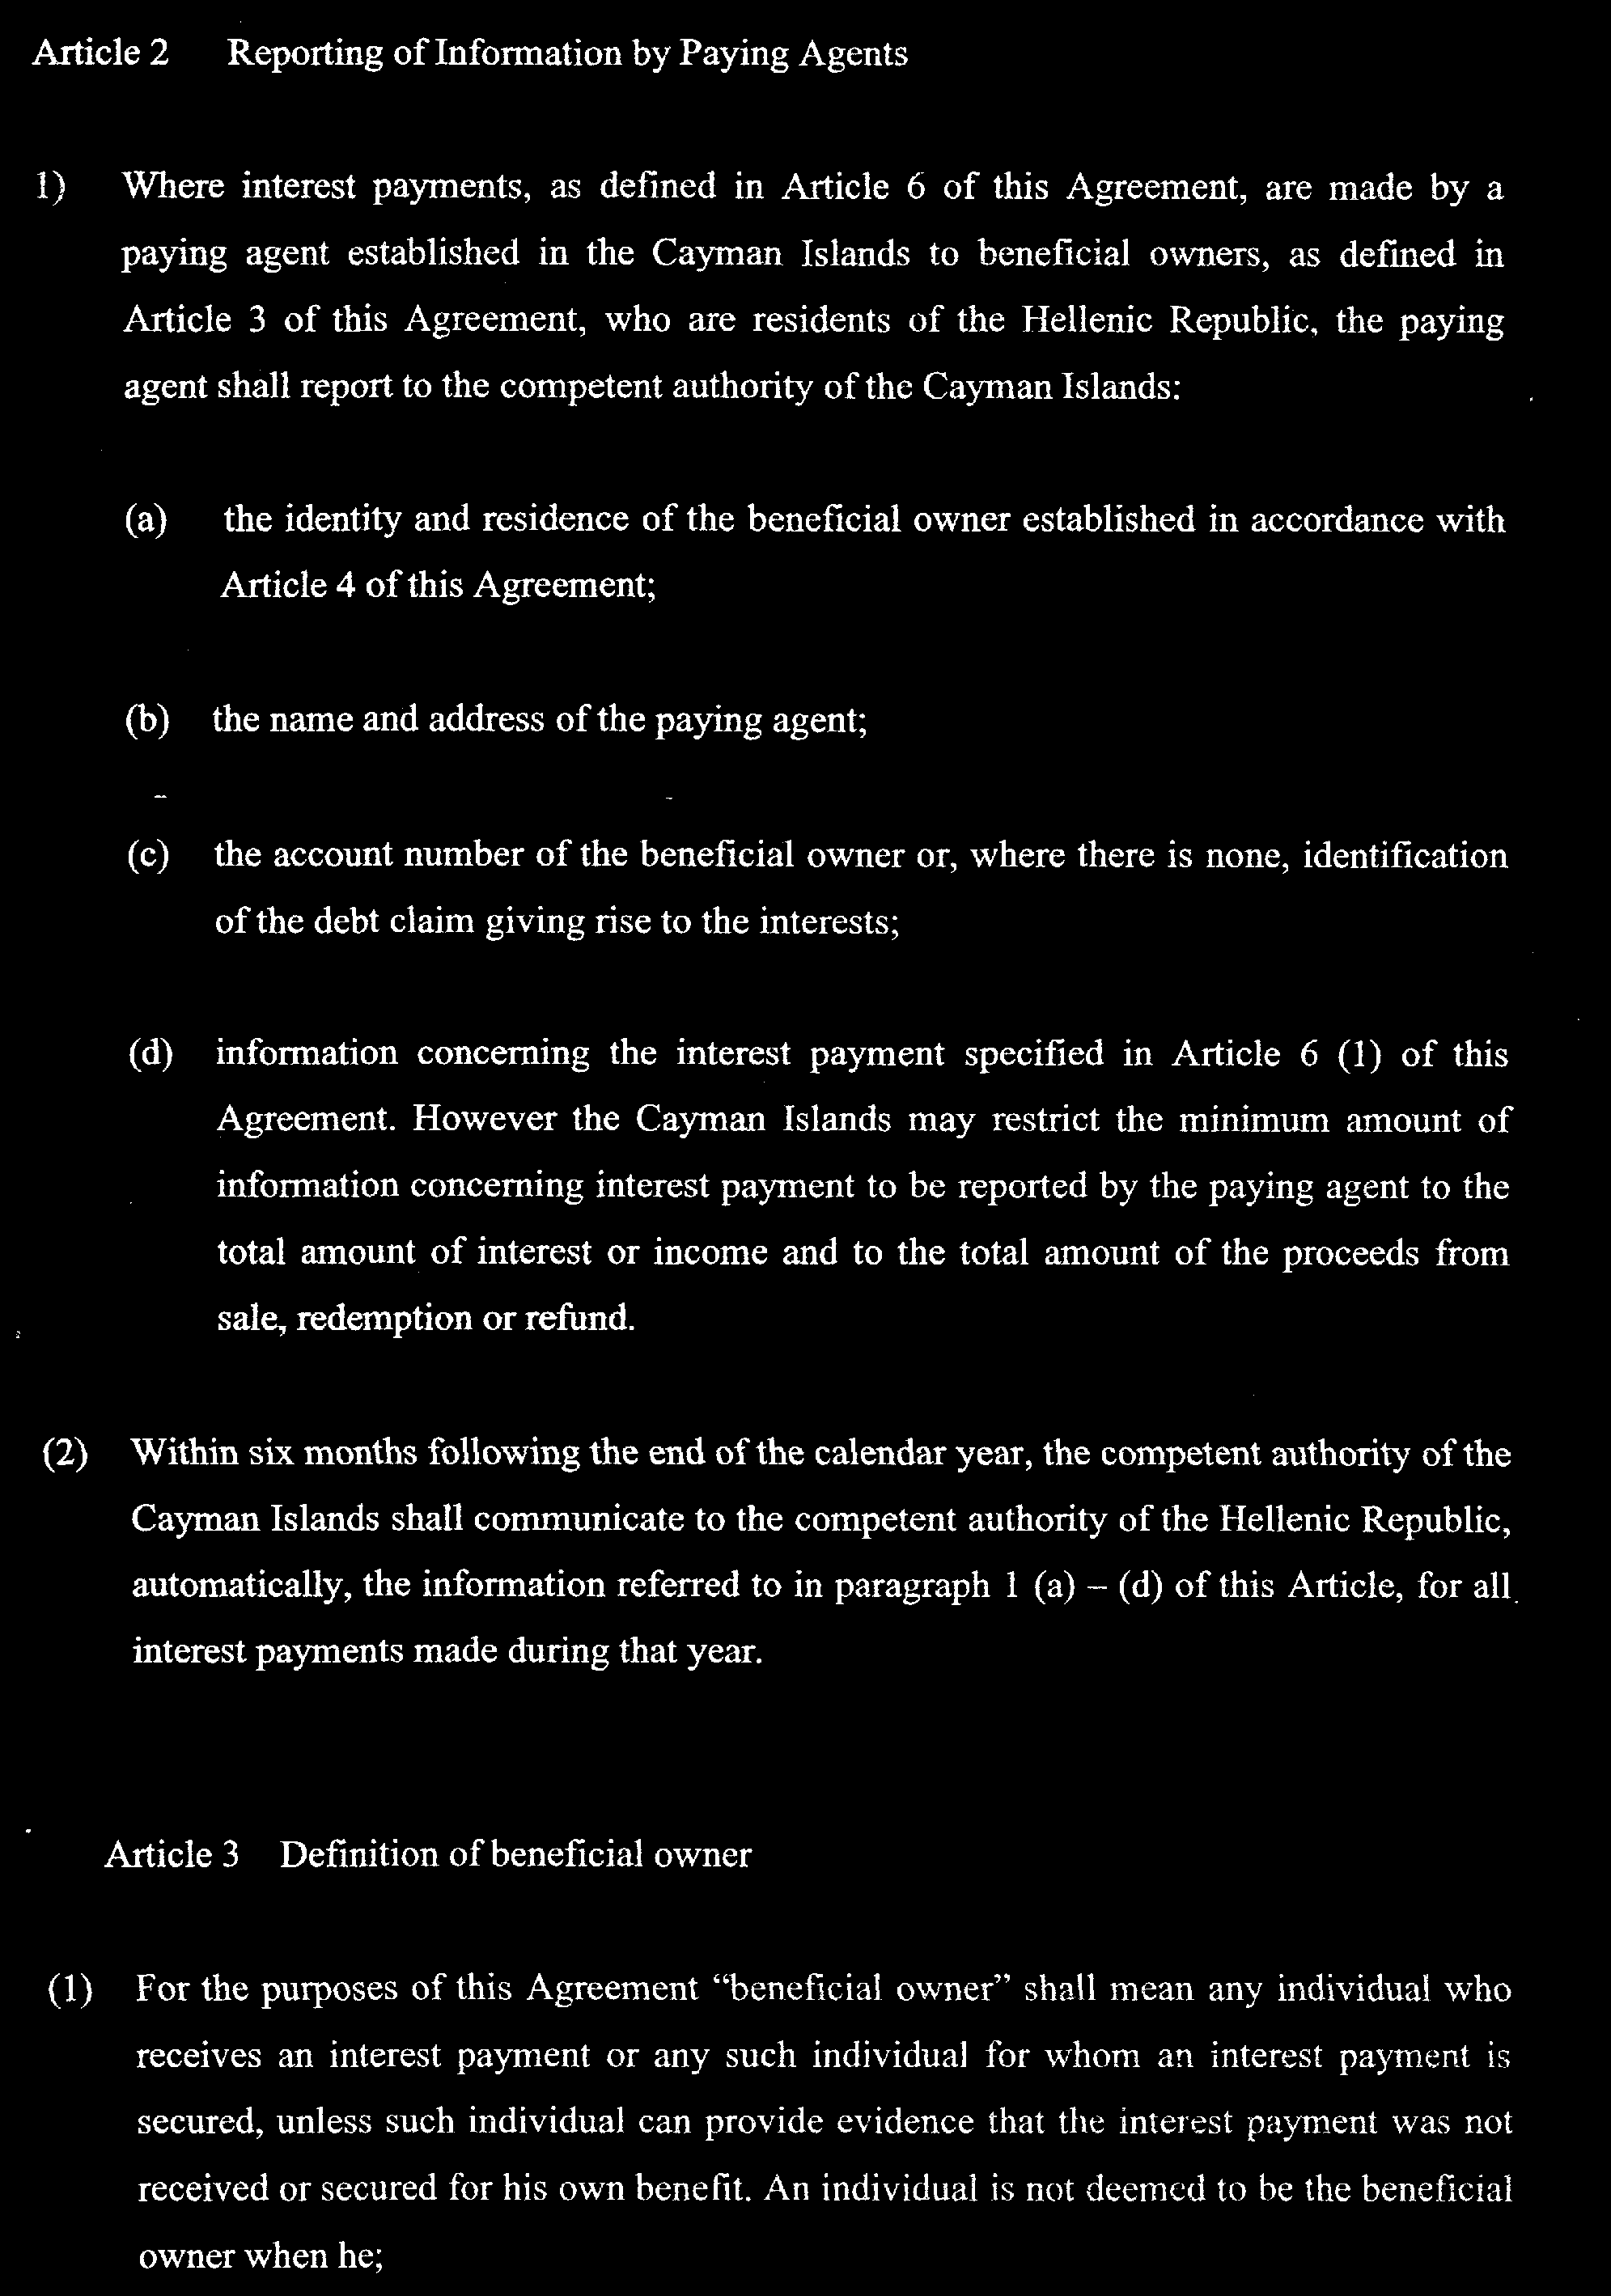 Article 2 Reporting of Information by Paying Agents
1) Where interest payments, as defined in Article 6 of this Agreement, are made by a
paying agent established in the Cayman Islands to beneficial owners, as defined in
Article 3 of this Agreement, who are residents of the Hellenic Republic, the paying
agent shall report to the competent authority of the Cayman Islands:
(a) the identity and residence of the beneficial owner established in accordance with
Article 4 of this Agreement;
(b) the name and address of the paying agent;
(c) the account number of the beneficial owner or, where there is none, identification
of the debt claim giving rise to the interests;
(d) information concerning the interest payment specified in Article 6 (1) of this
Agreement. However the Cayman Islands may restrict the minimum amount of
information concerning interest payment to be reported by the paying agent to the
total amount of interest or income and to the total amount of the proceeds from
sale, redemption or refund.
(2) Within six months following the end of the calendar year, the competent authority of the
Cayman Islands shall communicate to the competent authority of the Hellenic Republic,
automatically, the information referred to in paragraph 1 (a) – (d) of this Article, for all
interest payments made during that year.
Article 3 Definition of beneficial owner
(1) For the purposes of this Agreement “beneficial owner” shall mean any individual who
receives an interest payment or any such individual for whom an interest payment is
secured, unless such individual can provide evidence that the interest payment was not
received or secured for his own benefit. An individual is not deemed to be the beneficial
owner when he;